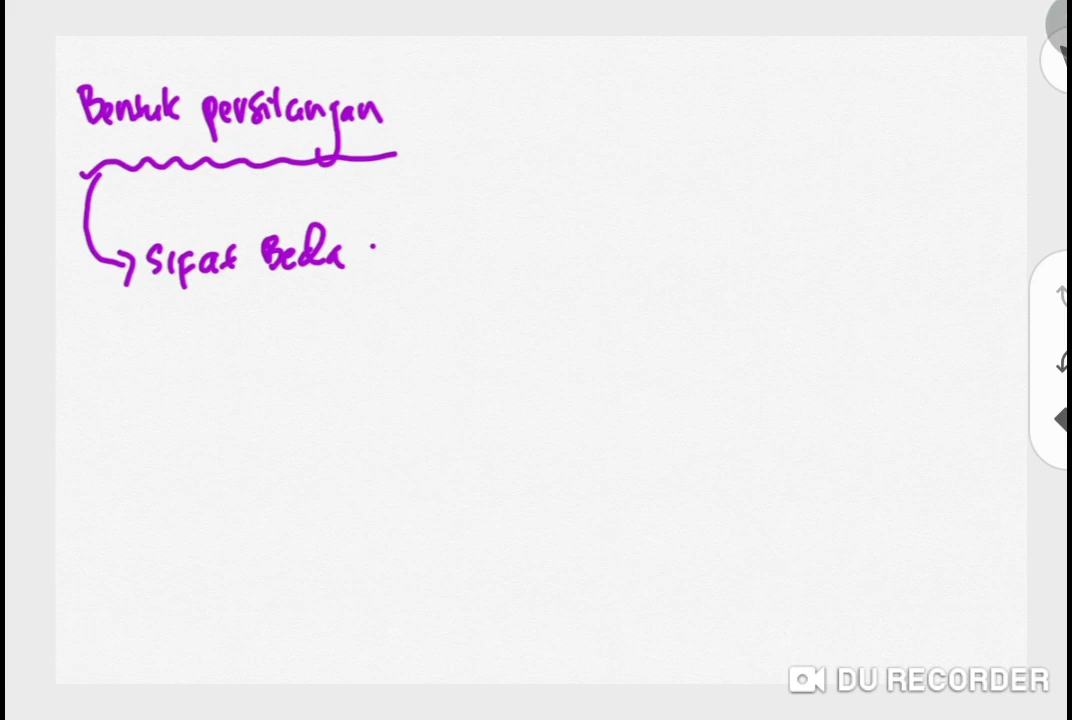 Bentuk persilangan
→ Sifat Beda .
DU RECORDER